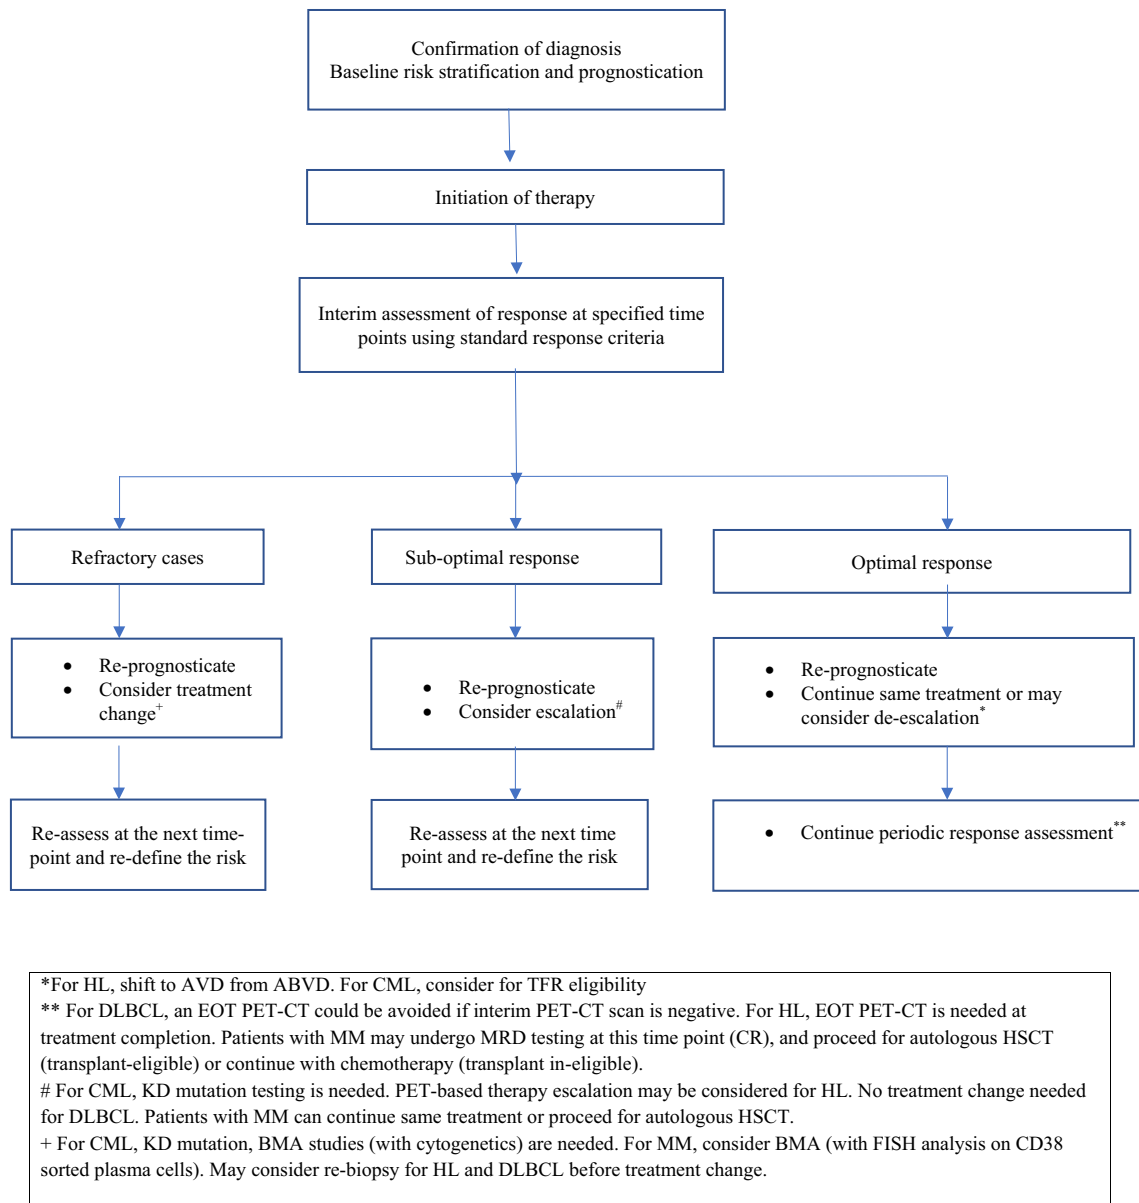 Confirmation of diagnosis
Baseline risk stratification and prognostication
Initiation of therapy
Interim assessment of response at specified time
points using standard response criteria
Refractory cases
Sub-optimal response
Optimal response
• Re-prognosticate
• Consider treatment
change+
• Re-prognosticate
• Consider escalation#
• Re-prognosticate
• Continue same treatment or may
consider de-escalation*
Re-assess at the next time-
point and re-define the risk
Re-assess at the next time
point and re-define the risk
• Continue periodic response assessment**
*For HL, shift to AVD from ABVD. For CML, consider for TFR eligibility
** For DLBCL, an EOT PET-CT could be avoided if interim PET-CT scan is negative. For HL, EOT PET-CT is needed at
treatment completion. Patients with MM may undergo MRD testing at this time point (CR), and proceed for autologous HSCT
(transplant-eligible) or continue with chemotherapy (transplant in-eligible).
# For CML, KD mutation testing is needed. PET-based therapy escalation may be considered for HL. No treatment change needed
for DLBCL. Patients with MM can continue same treatment or proceed for autologous HSCT.
+ For CML, KD mutation, BMA studies (with cytogenetics) are needed. For MM, consider BMA (with FISH analysis on CD38
sorted plasma cells). May consider re-biopsy for HL and DLBCL before treatment change.